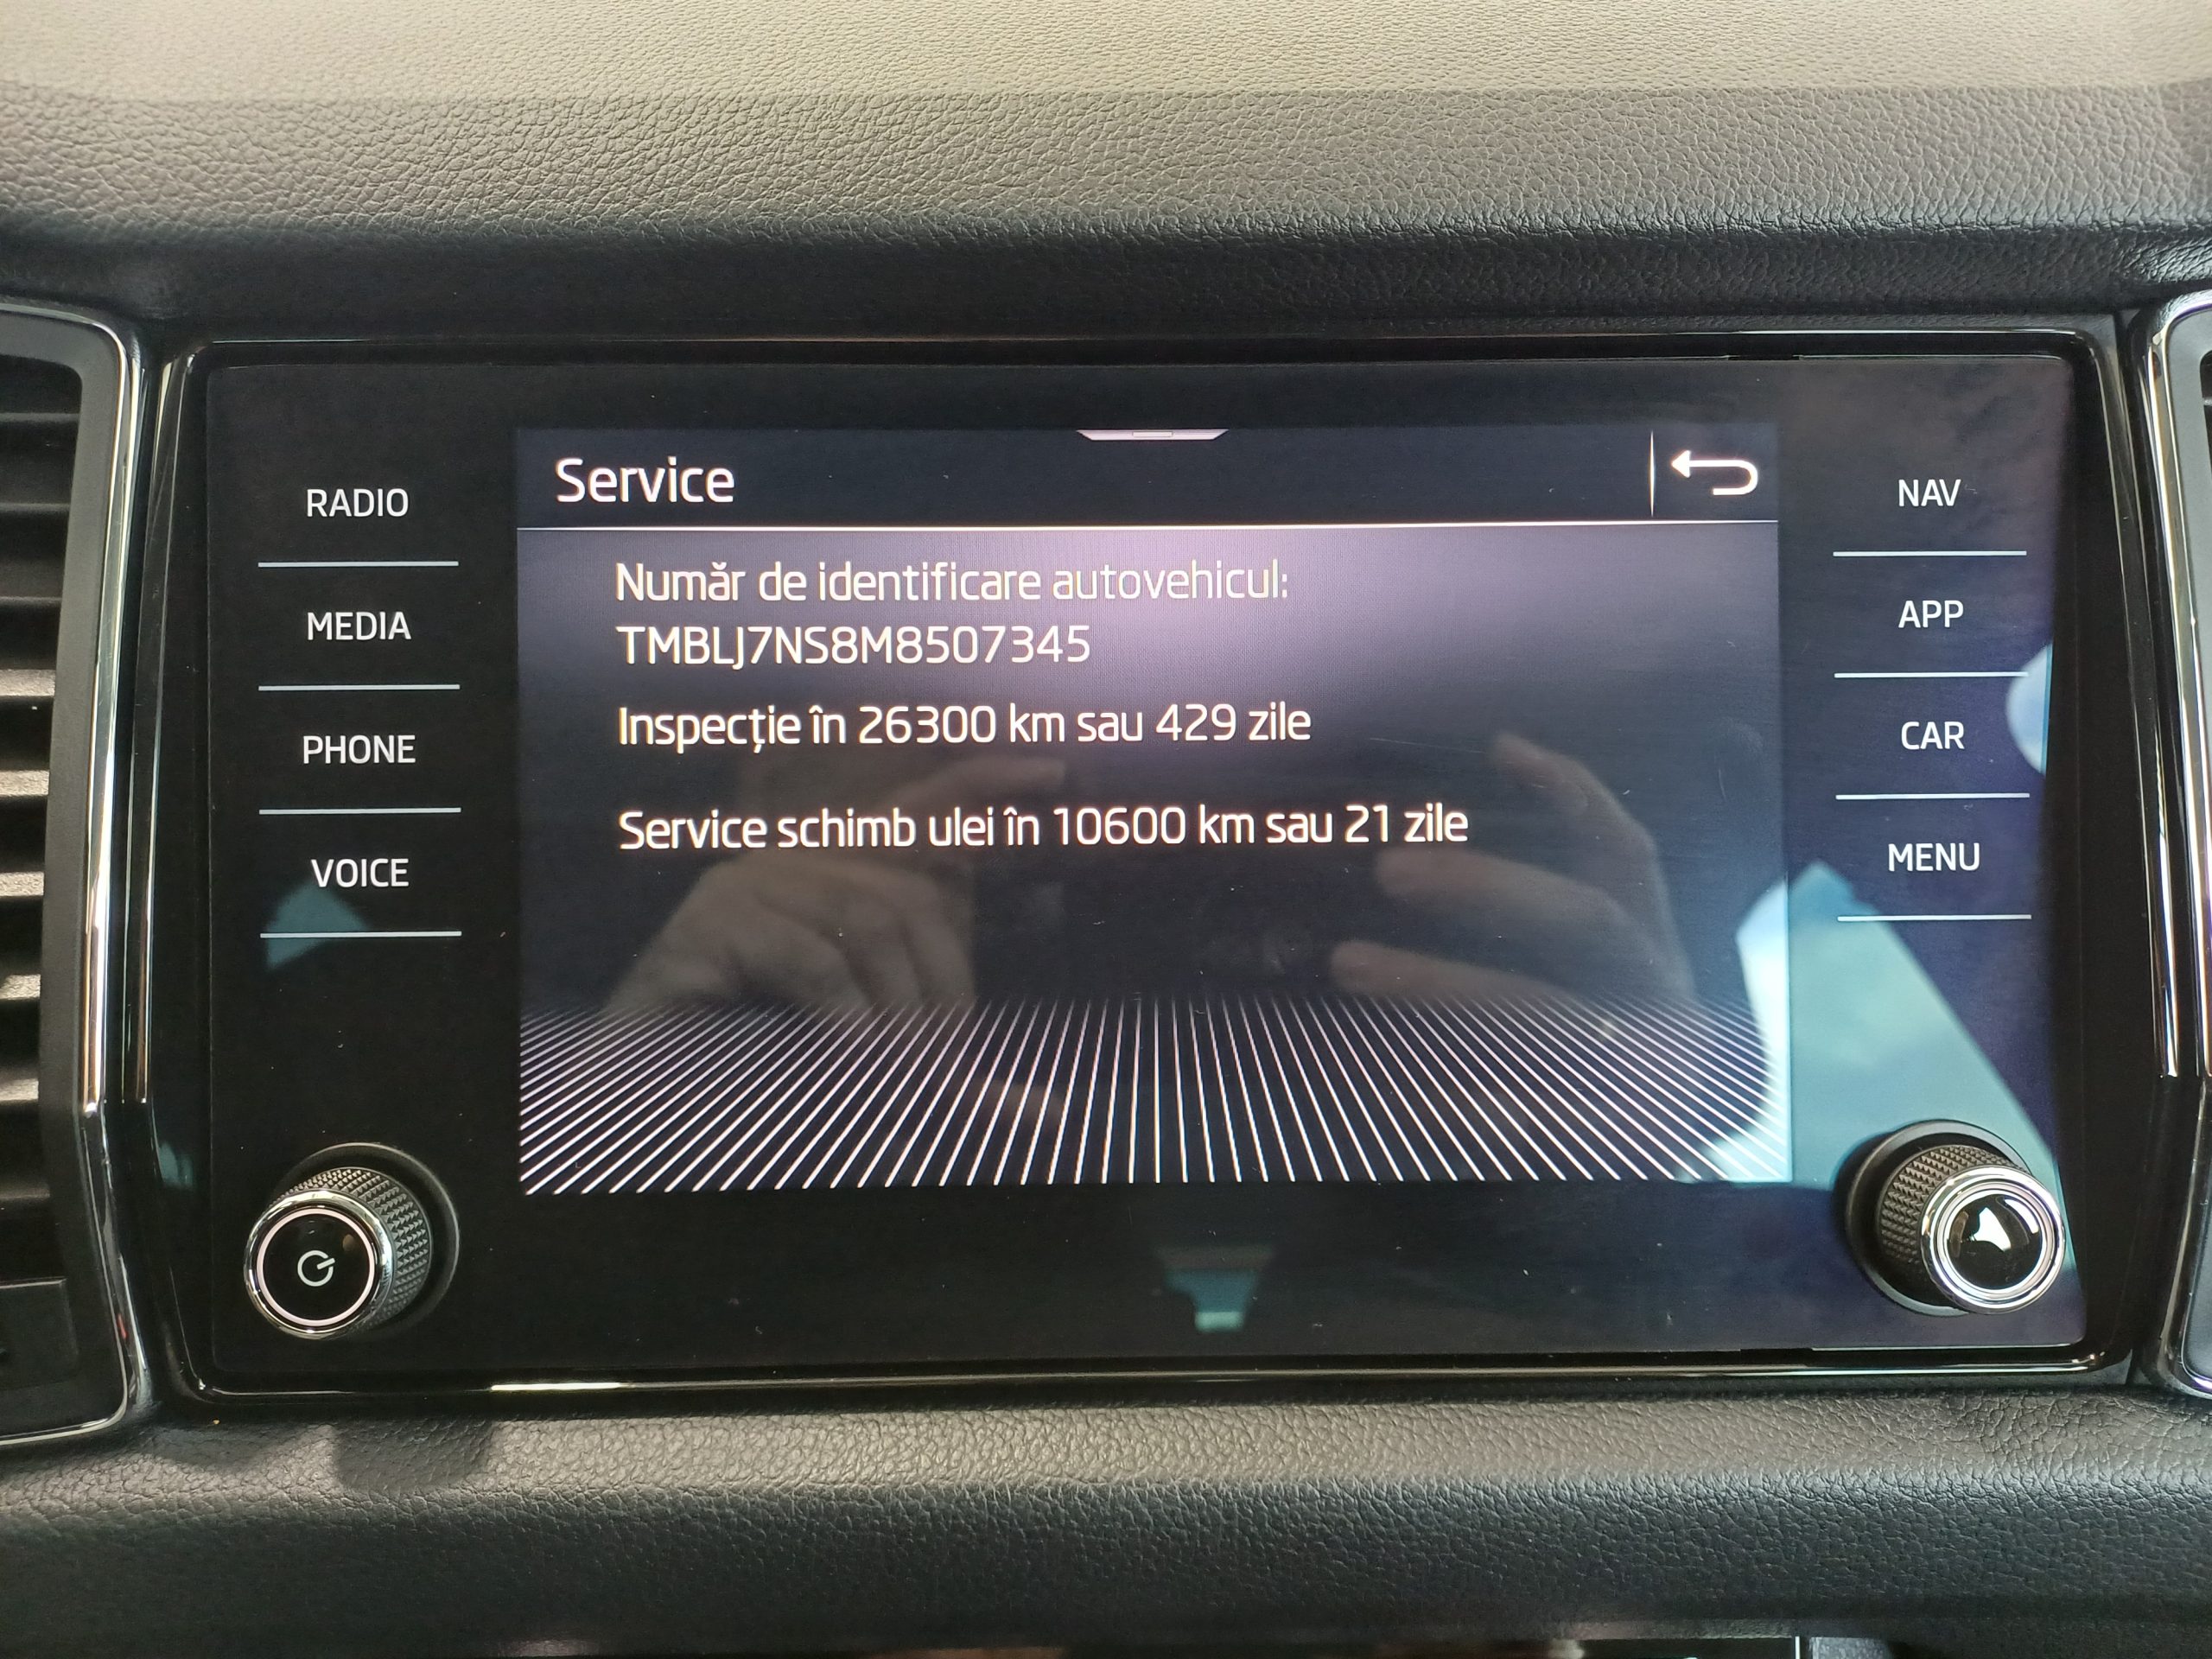 Service
RADIO
MEDIA
PHONE
VOICE
Număr de identificare autovehicul:
TMBLJ7NS8M8507345
Inspecție în 26300 km sau 429 zile
Service schimb ulei în 10600 km sau 21 zile
NAV
APP
CAR
MENU